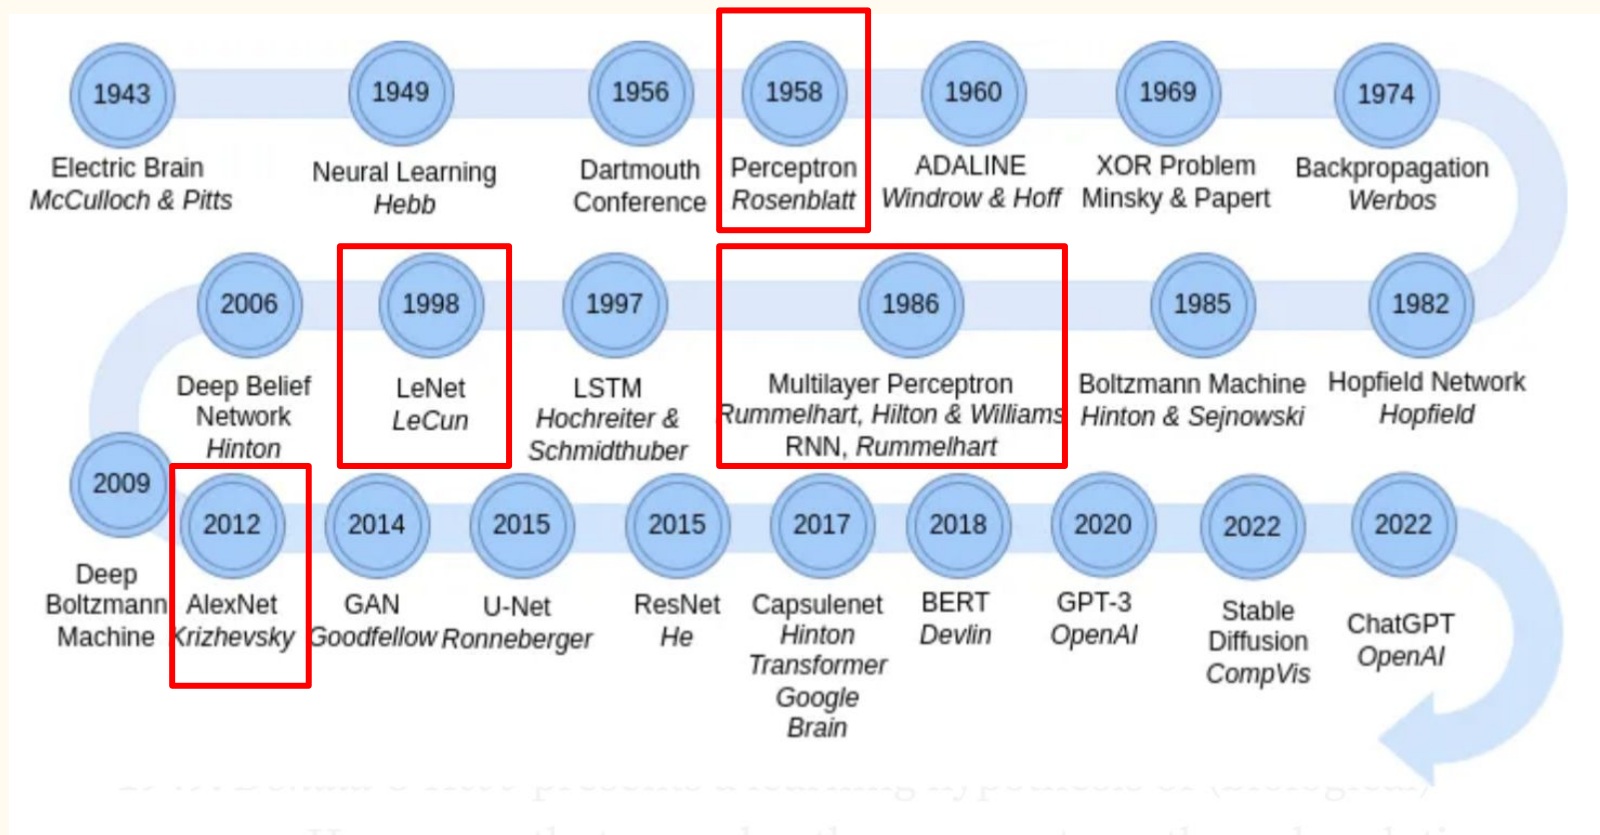 1943
Electric Brain
McCulloch & Pitts
1949
Neural Learning
Hebb
1956
Dartmouth
Conference
1958
Perceptron
Rosenblatt
1960
ADALINE
Windrow & Hoff
1969
XOR Problem
Minsky & Papert
1974
Backpropagation
Werbos
1982
Hopfield Network
Hopfield
1985
Boltzmann Machine
Hinton & Sejnowski
1986
Multilayer Perceptron
Rummelhart, Hilton & Williams
RNN, Rummelhart
1997
LSTM
Hochreiter &
Schmidthuber
1998
LeNet
LeCun
2006
Deep Belief
Network
Hinton
2009
Deep
Boltzmann
Machine
2012
AlexNet
Krizhevsky
2014
GAN
Goodfellow
2015
U-Net
Ronneberger
2015
ResNet
He
2017
Capsulenet
Hinton
Transformer
Google
Brain
2018
BERT
Devlin
2020
GPT-3
OpenAI
2022
Stable
Diffusion
CompVis
2022
ChatGPT
OpenAI